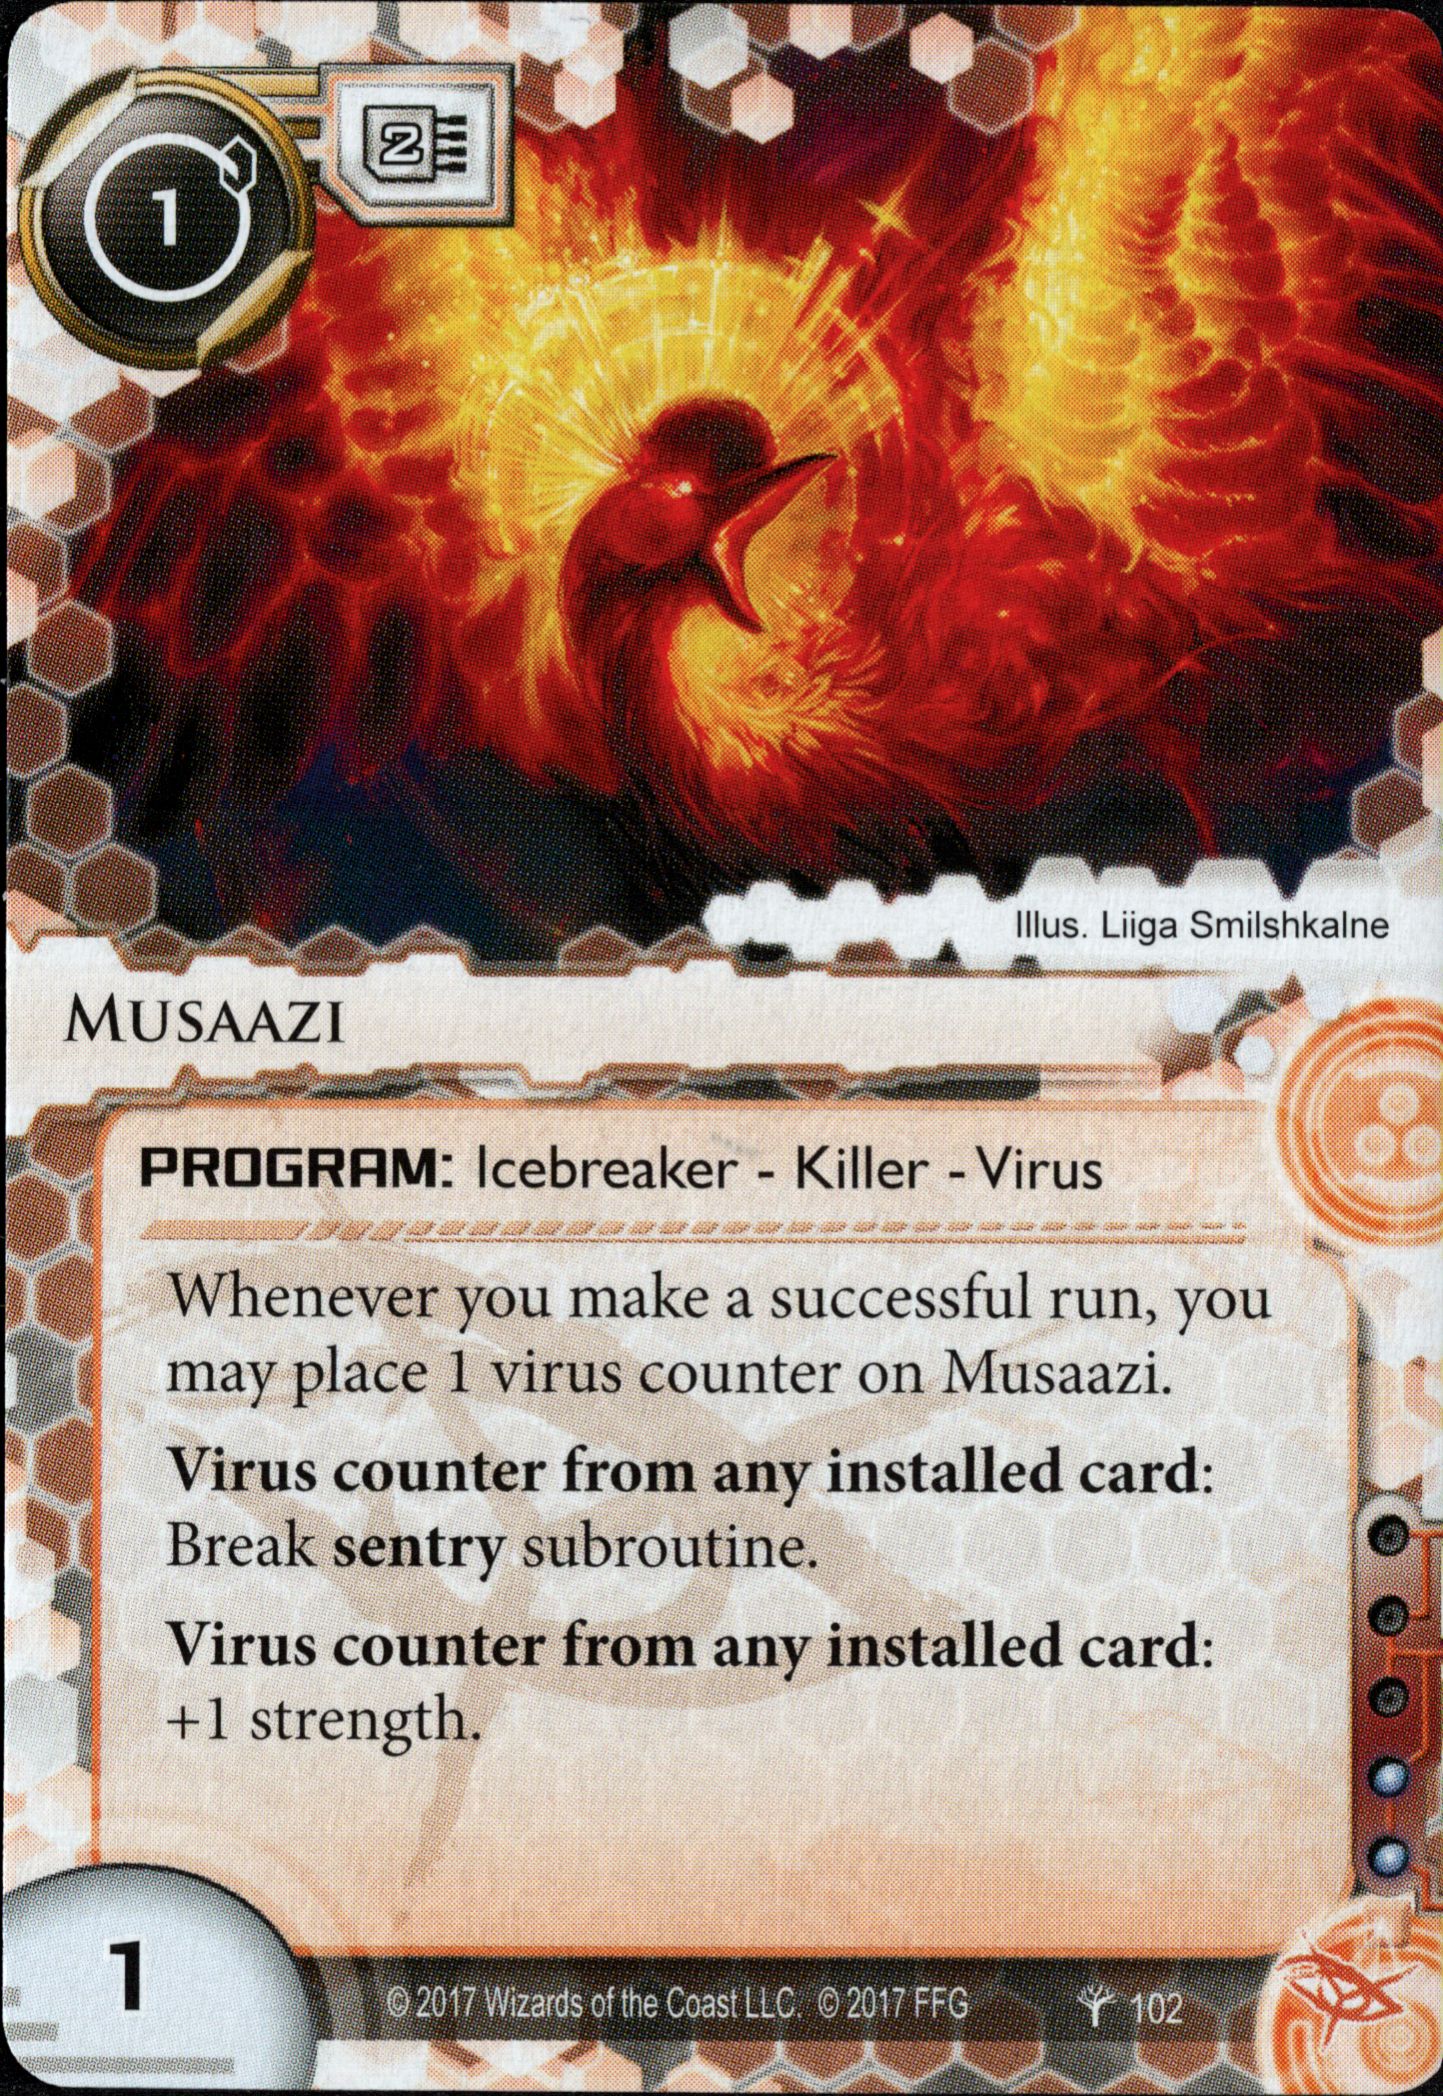 1
2
Illus. Liiga Smilshkalne
MUSAAZI
PROGRAM: Icebreaker - Killer - Virus
Whenever you make a successful run, you
may place 1 virus counter on Musaazi.
Virus counter from any installed card:
Break sentry subroutine.
Virus counter from any installed card:
+1 strength.
1
© 2017 Wizards of the Coast LLC. © 2017 FFG
102